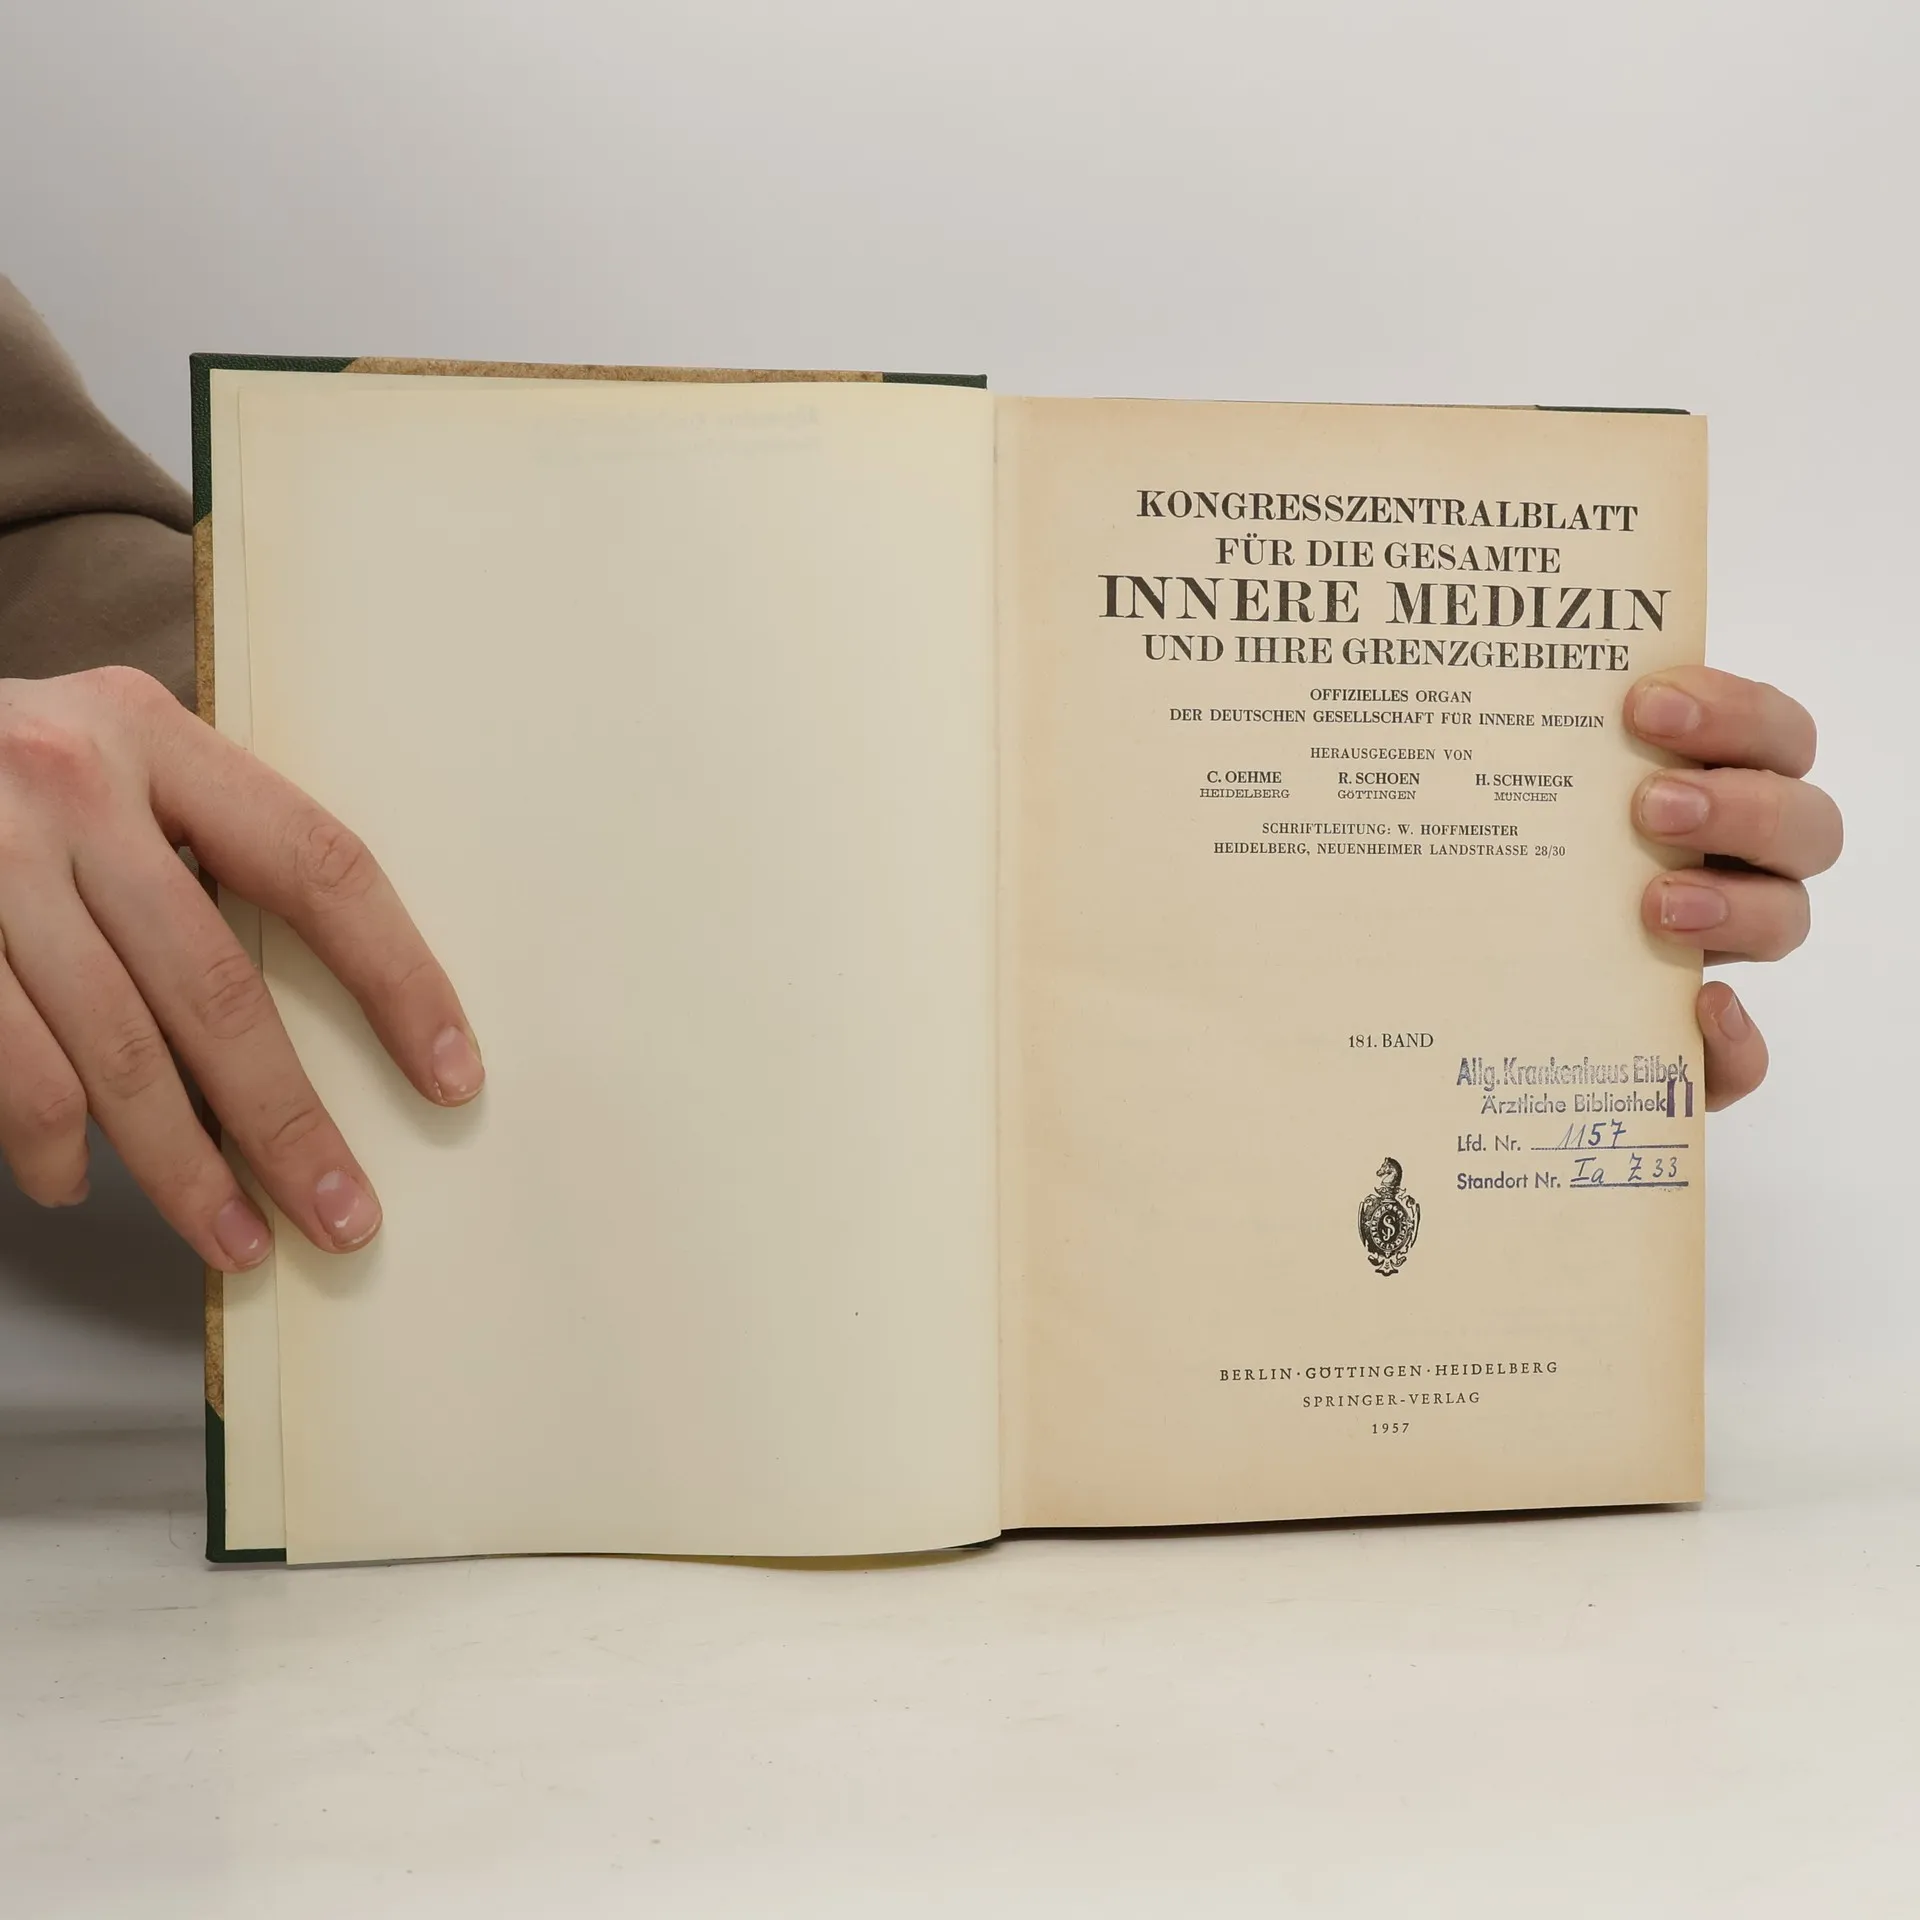 KONGRESSZENTRALBLATT
FÜR DIE GESAMTE
INNERE MEDIZIN
UND IHRE GRENZGEBIETE
OFFIZIELLES ORGAN
DER DEUTSCHEN GESELLSCHAFT FÜR INNERE MEDIZIN
HERAUSGEGEBEN VON
C. OEHME R. SCHOEN H. SCHWIEGK
HEIDELBERG GÖTTINGEN MÜNCHEN
SCHRIFTLEITUNG: W. HOFFMEISTER
HEIDELBERG, NEUENHEIMER LANDSTRASSE 28/30
181. BAND
Allg. Krankenhaus Eilbek
Ärztliche Bibliothek
Lfd. Nr. 1157
Standort Nr. Ia Z 33
BERLIN · GÖTTINGEN · HEIDELBERG
SPRINGER-VERLAG
1957